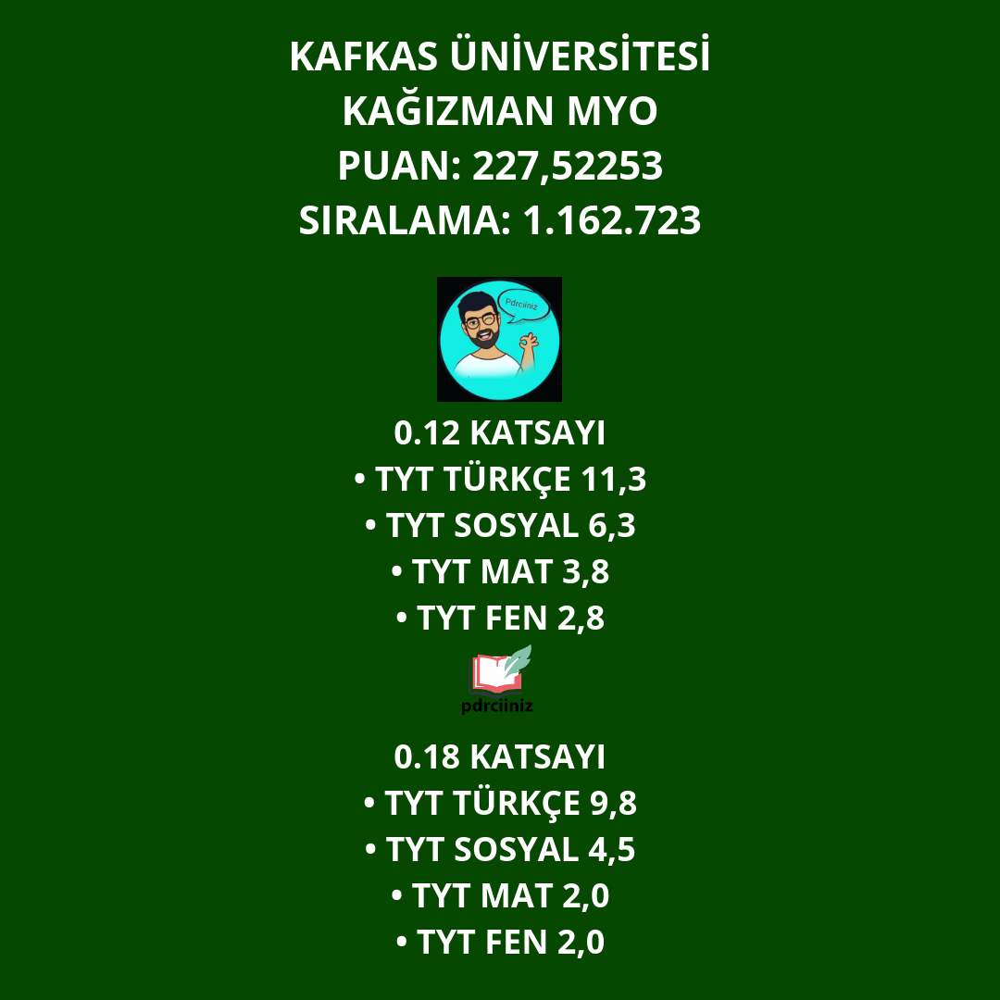 KAFKAS ÜNİVERSİTESİ
KAĞIZMAN MYO
PUAN: 227,52253
SIRALAMA: 1.162.723
Pdrciiniz
0.12 KATSAYI
• TYT TÜRKÇE 11,3
• TYT SOSYAL 6,3
• TYT MAT 3,8
• TYT FEN 2,8
pdrciiniz
0.18 KATSAYI
• TYT TÜRKÇE 9,8
• TYT SOSYAL 4,5
• TYT MAT 2,0
• TYT FEN 2,0